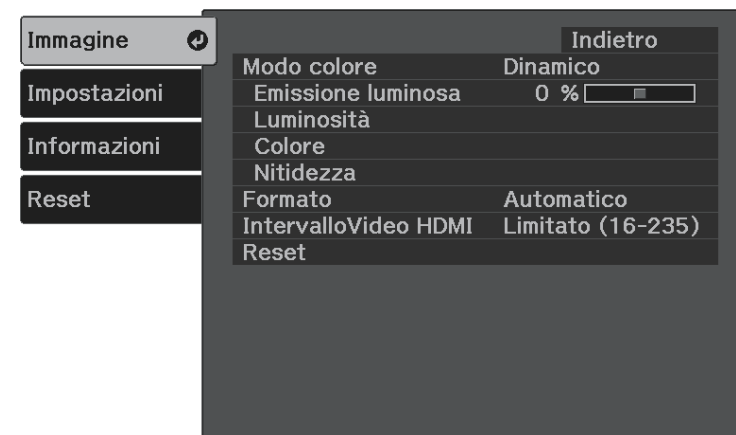 Immagine
Impostazioni
Informazioni
Reset
Indietro
Modo colore Dinamico
Emissione luminosa 0 %
Luminosità
Colore
Nitidezza
Formato Automatico
IntervalloVideo HDMI Limitato (16-235)
Reset